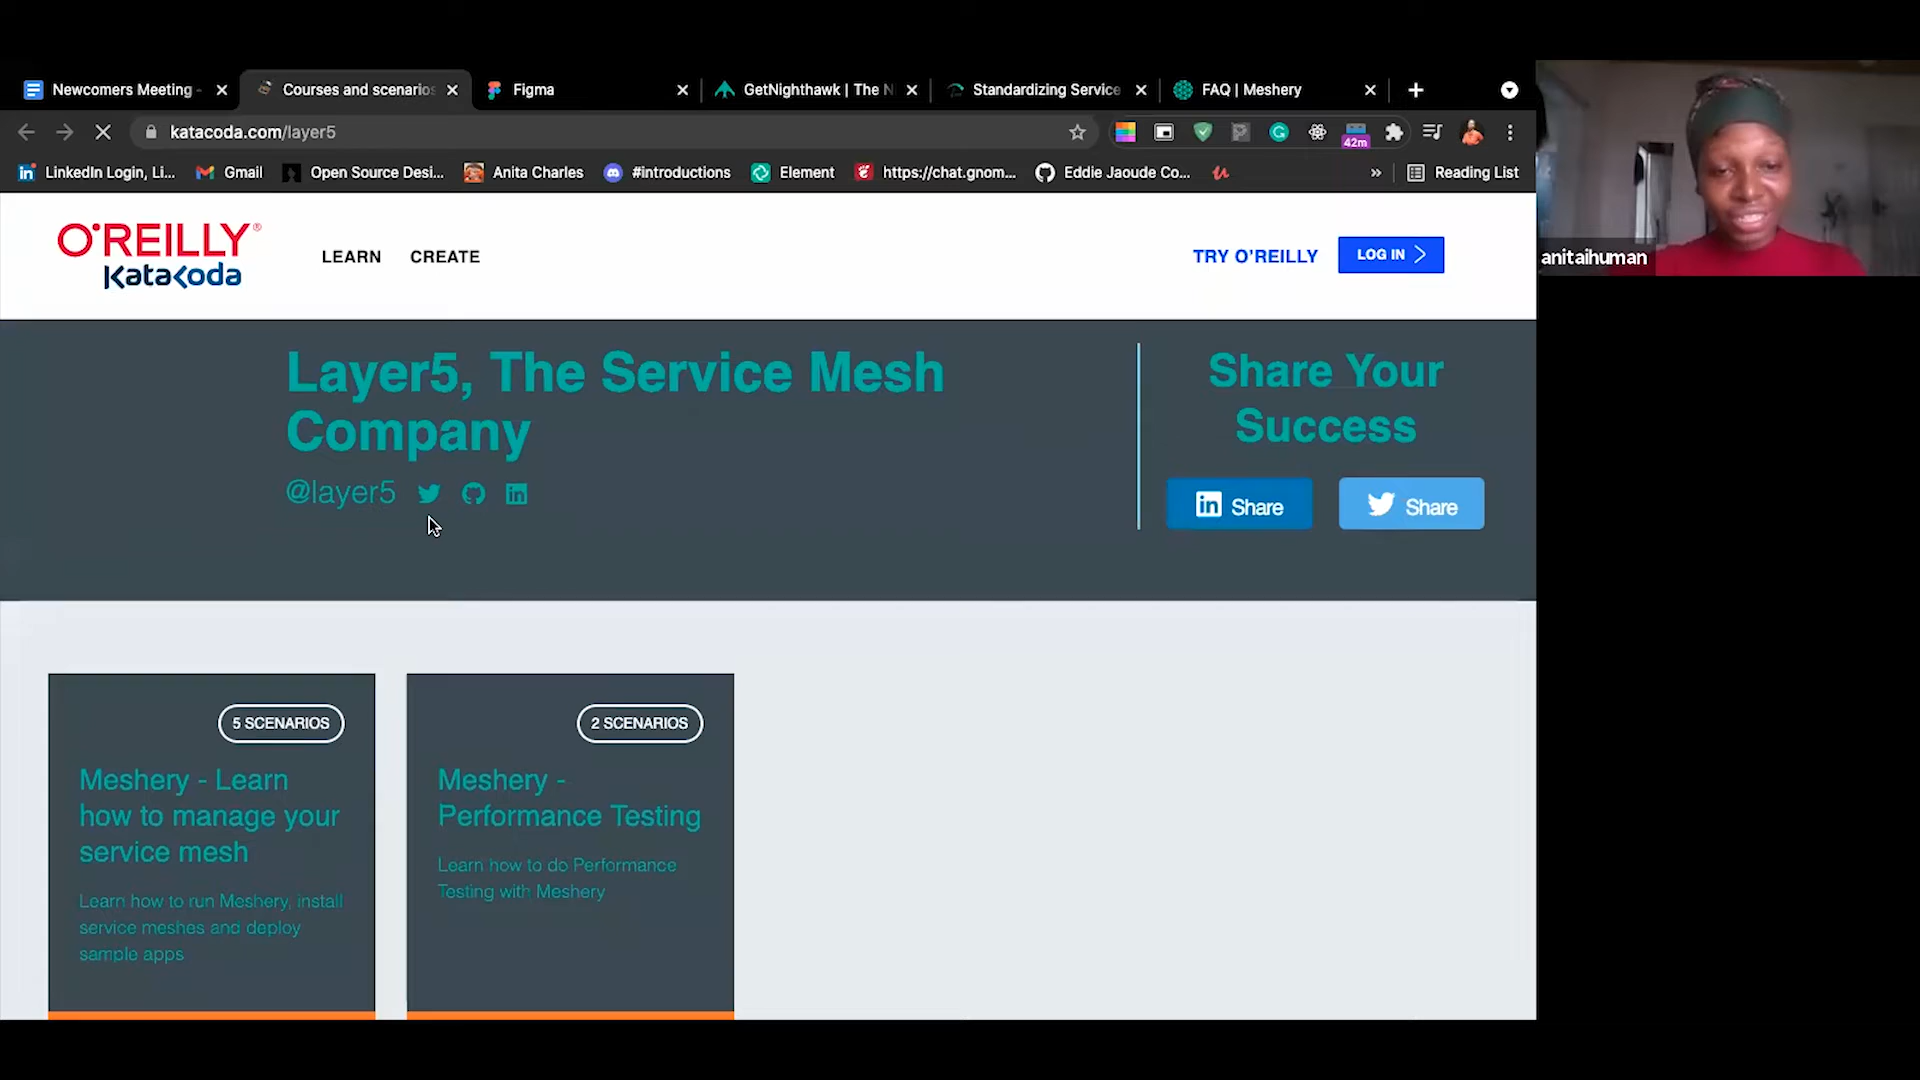 Newcomers Meeting -
Courses and scenarios
Figma
GetNighthawk | The N
Standardizing Service
FAQ | Meshery
katacoda.com/layer5
42m
LinkedIn Login, Li...
Gmail
Open Source Desi...
Anita Charles
#introductions
Element
https://chat.gnom...
Eddie Jaoude Co...
»
Reading List
O'REILLY®
Katakoda
LEARN
CREATE
TRY O'REILLY
LOG IN
anitaihuman
Layer5, The Service Mesh
Company
@layer5
Share Your
Success
in Share
Share
5 SCENARIOS
Meshery - Learn
how to manage your
service mesh
Learn how to run Meshery, install
service meshes and deploy
sample apps
2 SCENARIOS
Meshery -
Performance Testing
Learn how to do Performance
Testing with Meshery